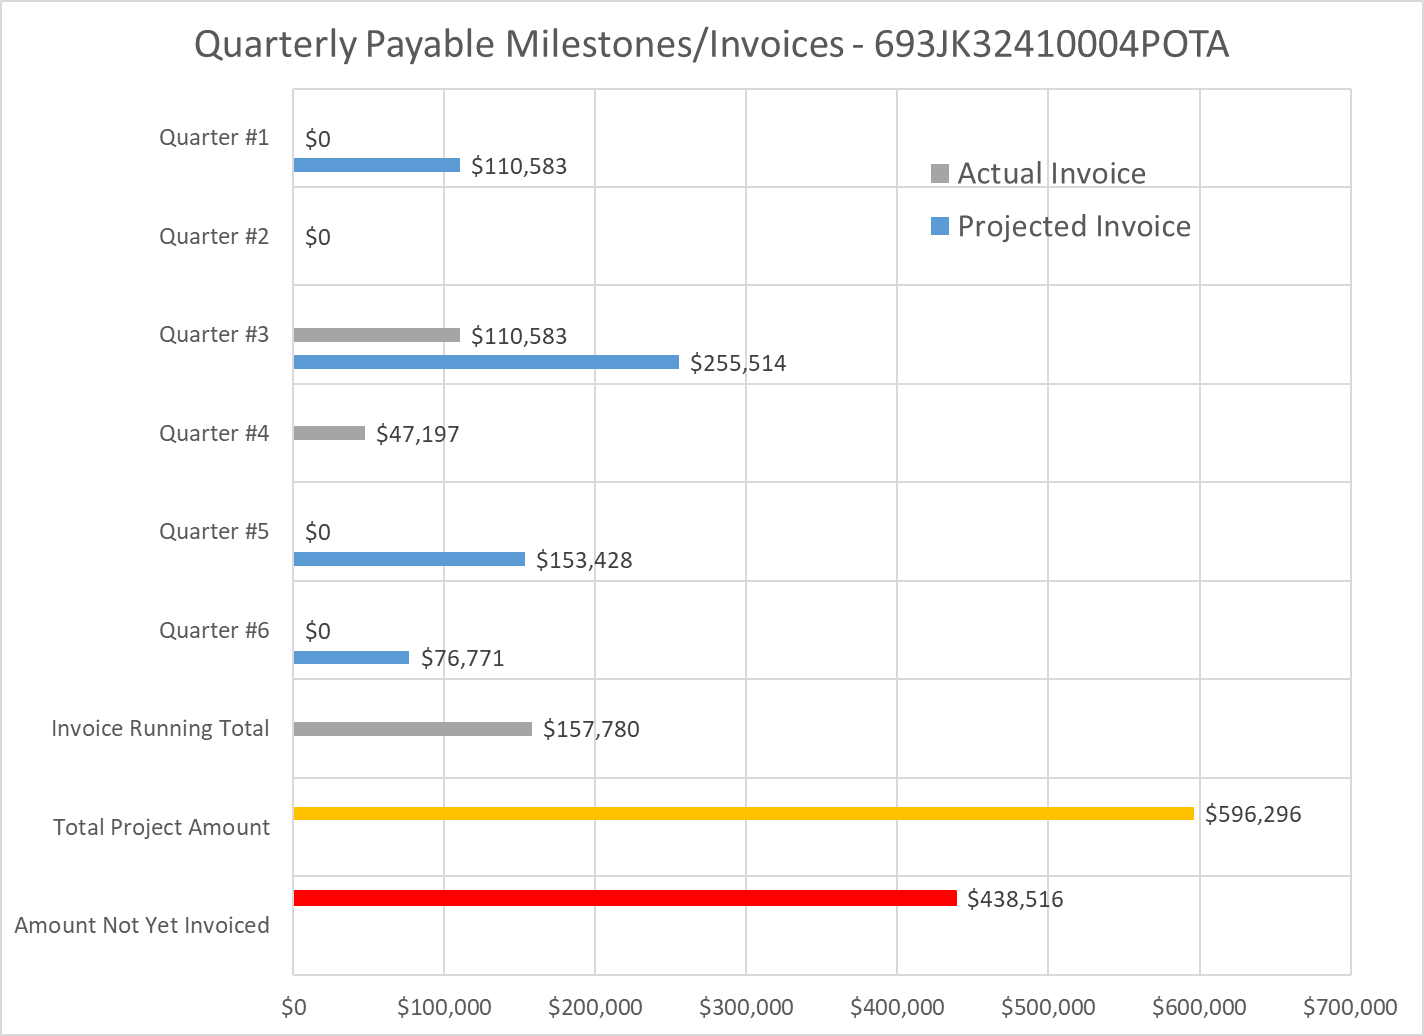 Quarterly Payable Milestones/Invoices - 693JK32410004POTA
Actual Invoice
Projected Invoice
Quarter #1
$0
$110,583
Quarter #2
$0
Quarter #3
$110,583
$255,514
Quarter #4
$47,197
Quarter #5
$0
$153,428
Quarter #6
$0
$76,771
Invoice Running Total
$157,780
Total Project Amount
$596,296
Amount Not Yet Invoiced
$438,516
$0 $100,000 $200,000 $300,000 $400,000 $500,000 $600,000 $700,000